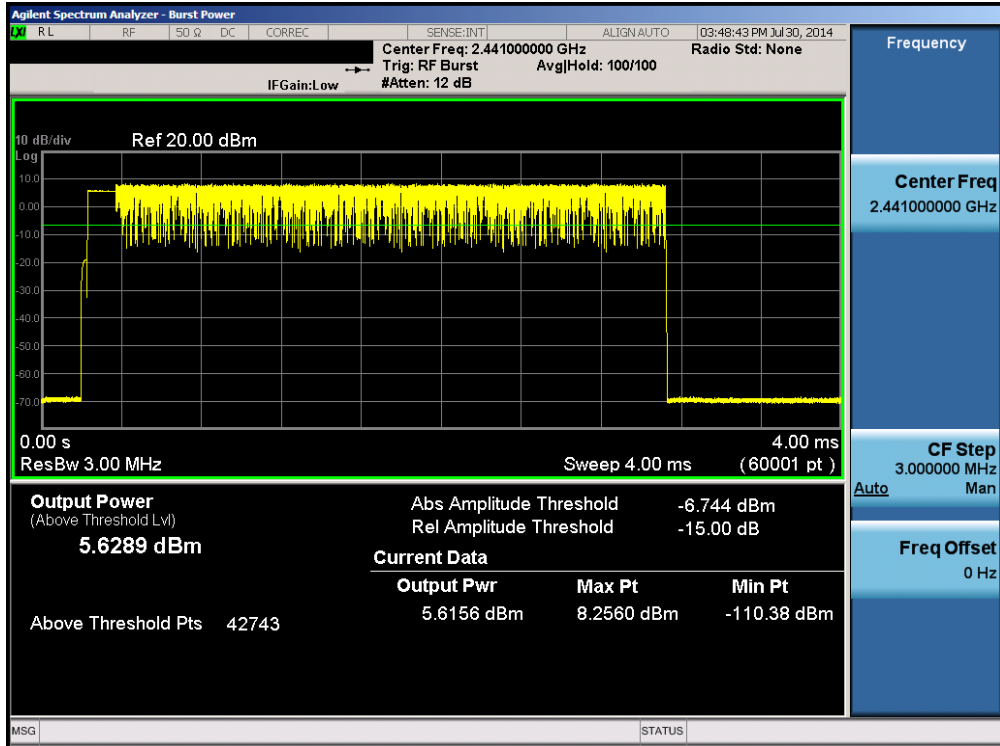 Agilent Spectrum Analyzer - Burst Power
LXI RL RF 50 Ω DC CORREC SENSE:INT ALIGN AUTO 03:48:43 PM Jul 30, 2014
Center Freq: 2.441000000 GHz Radio Std: None
Trig: RF Burst Avg|Hold: 100/100
IFGain:Low #Atten: 12 dB
Frequency
10 dB/div Ref 20.00 dBm
Log
10.0
0.00
-10.0
-20.0
-30.0
-40.0
-50.0
-60.0
-70.0
Center Freq
2.441000000 GHz
0.00 s 4.00 ms
ResBw 3.00 MHz Sweep 4.00 ms (60001 pt)
CF Step
3.000000 MHz
Auto Man
Freq Offset
0 Hz
Output Power
(Above Threshold Lvl)
5.6289 dBm
Above Threshold Pts 42743
Abs Amplitude Threshold -6.744 dBm
Rel Amplitude Threshold -15.00 dB
Current Data
Output Pwr Max Pt Min Pt
5.6156 dBm 8.2560 dBm -110.38 dBm
MSG STATUS